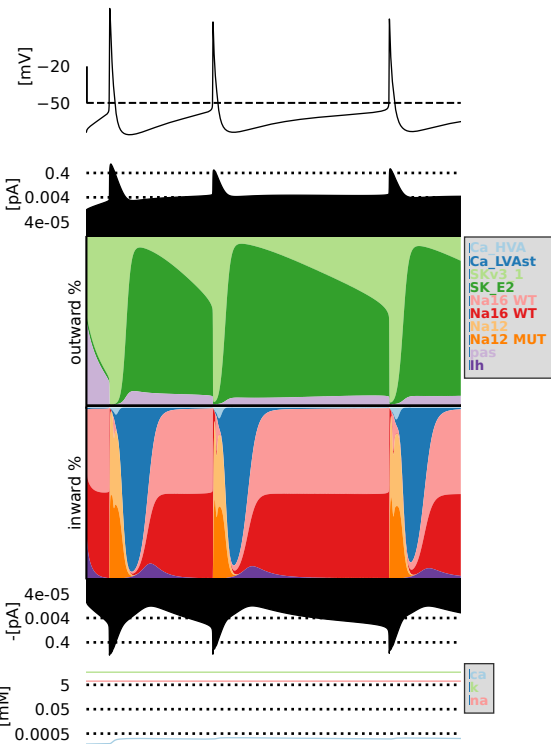 [mV]
−20
−50
[pA]
0.4
0.004
4e-05
outward %
Ca_HVA
Ca_LVAst
SKv3_1
SK_E2
Na16 WT
Na16 WT
Na12
Na12 MUT
pas
Ih
inward %
-[pA]
4e-05
0.004
0.4
[mM]
5
0.05
0.0005
ca
k
na